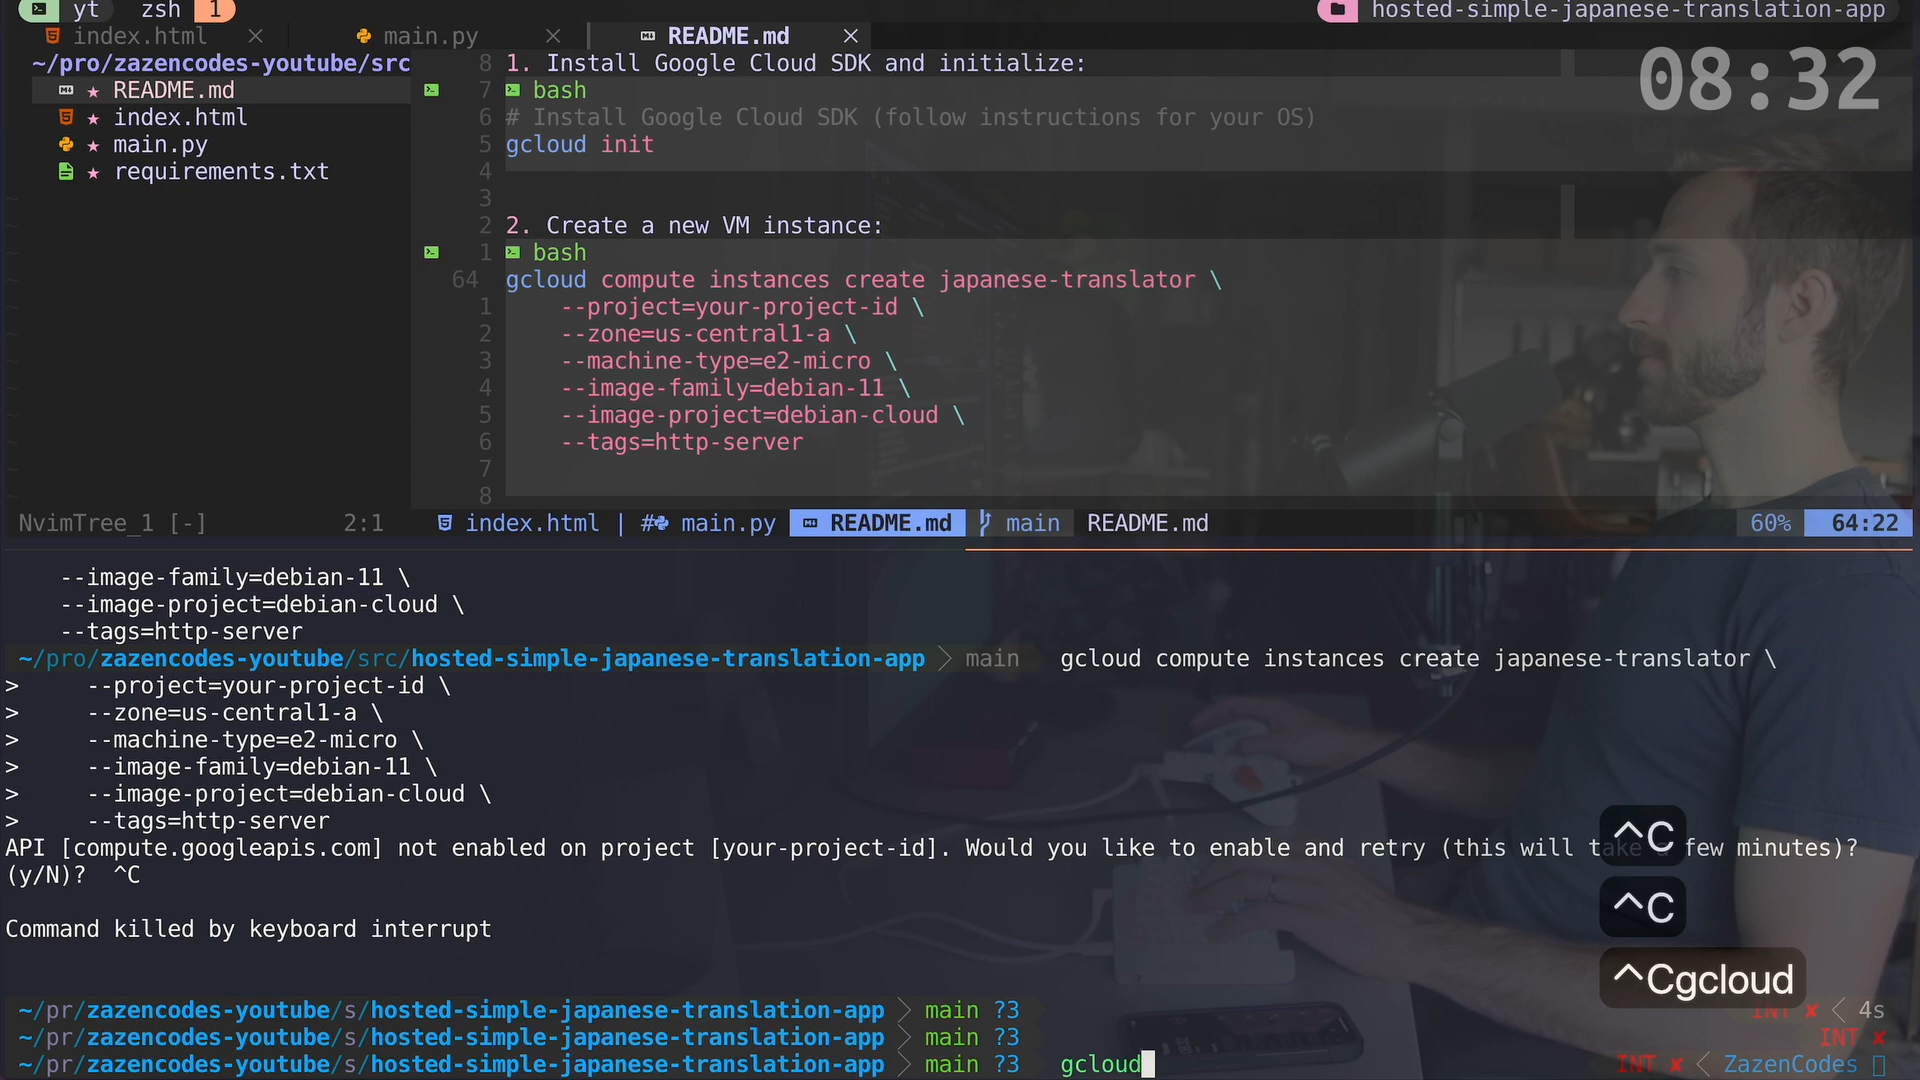 yt zsh 1 hosted-simple-japanese-translation-app
index.html × main.py × README.md ×
08:32
~/pro/zazencodes-youtube/src
README.md
index.html
main.py
requirements.txt
8 1. Install Google Cloud SDK and initialize:
7 bash
6 # Install Google Cloud SDK (follow instructions for your OS)
5 gcloud init
4
3
2 2. Create a new VM instance:
1 bash
64 gcloud compute instances create japanese-translator \
1 --project=your-project-id \
2 --zone=us-central1-a \
3 --machine-type=e2-micro \
4 --image-family=debian-11 \
5 --image-project=debian-cloud \
6 --tags=http-server
7
8
NvimTree_1 [-] 2:1 index.html | # main.py README.md main README.md 60% 64:22
--image-family=debian-11 \
--image-project=debian-cloud \
--tags=http-server
~/pro/zazencodes-youtube/src/hosted-simple-japanese-translation-app main gcloud compute instances create japanese-translator \
> --project=your-project-id \
> --zone=us-central1-a \
> --machine-type=e2-micro \
> --image-family=debian-11 \
> --image-project=debian-cloud \
> --tags=http-server
API [compute.googleapis.com] not enabled on project [your-project-id]. Would you like to enable and retry (this will take a few minutes)?
(y/N)? ^C
Command killed by keyboard interrupt
~/pr/zazencodes-youtube/s/hosted-simple-japanese-translation-app main ?3 INT ✘ 4s
~/pr/zazencodes-youtube/s/hosted-simple-japanese-translation-app main ?3 INT ✘
~/pr/zazencodes-youtube/s/hosted-simple-japanese-translation-app main ?3 gcloud INT ✘ ZazenCodes
^C
^C
^Cgcloud